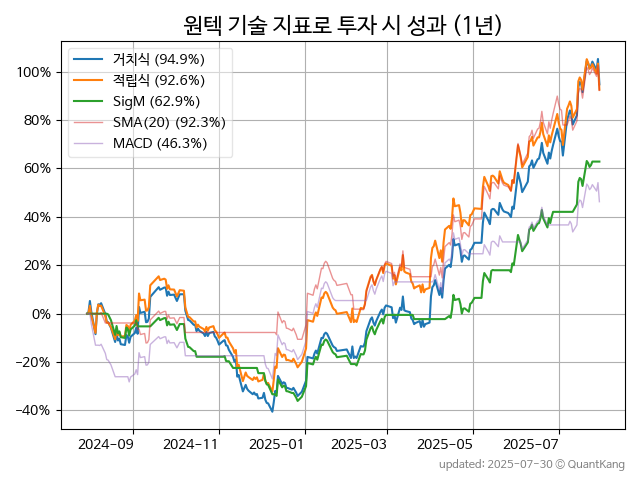 원텍 기술 지표로 투자 시 성과 (1년)
거치식 (94.9%)
적립식 (92.6%)
SigM (62.9%)
SMA(20) (92.3%)
MACD (46.3%)
100%
80%
60%
40%
20%
0%
−20%
−40%
2024-09 2024-11 2025-01 2025-03 2025-05 2025-07
updated: 2025-07-30 © QuantKang